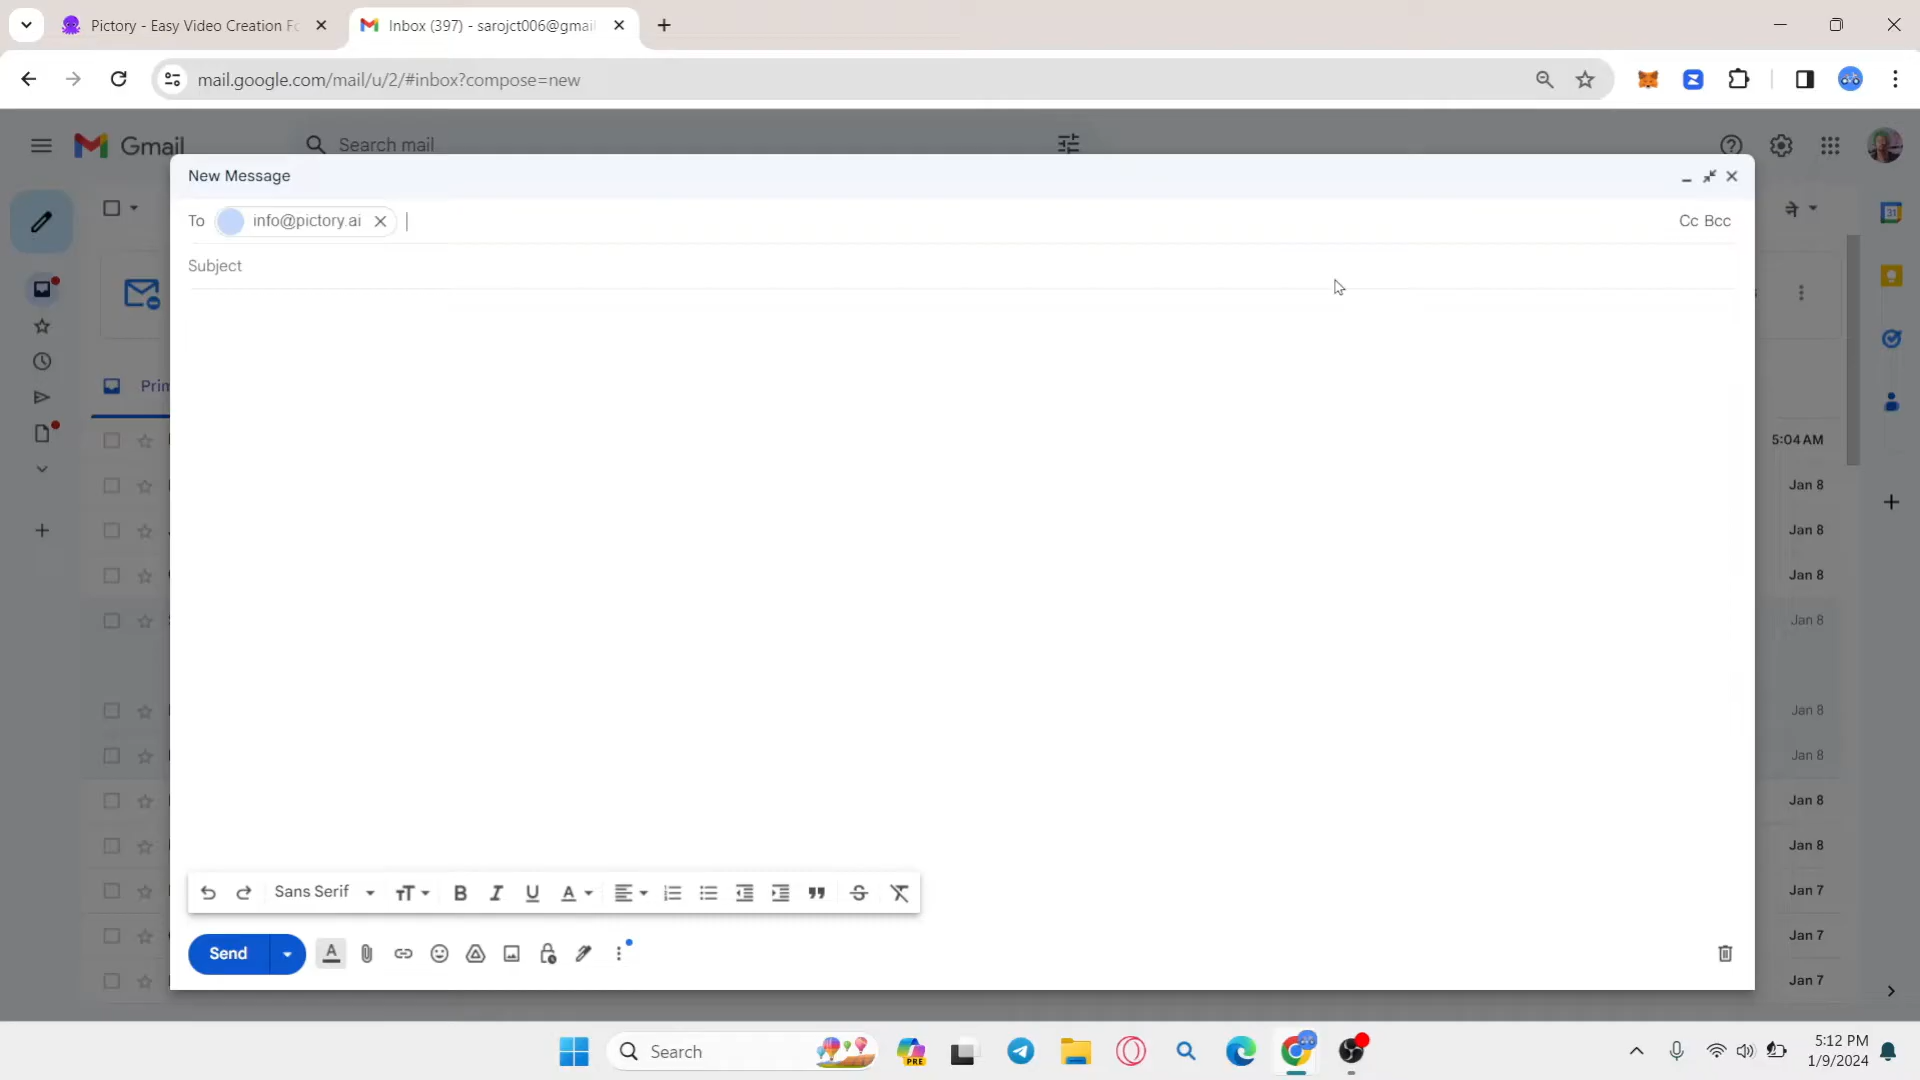 Pictory - Easy Video Creation Fo
Inbox (397) - sarojct006@gmai
mail.google.com/mail/u/2/#inbox?compose=new
Gmail
Search mail
New Message
To info@pictory.ai
Cc Bcc
Subject
Prim
5:04 AM
Jan 8
Jan 8
Jan 8
Jan 8
Jan 8
Jan 8
Jan 8
Jan 8
Jan 7
Jan 7
Jan 7
Sans Serif
Send
Search
PRE
5:12 PM
1/9/2024